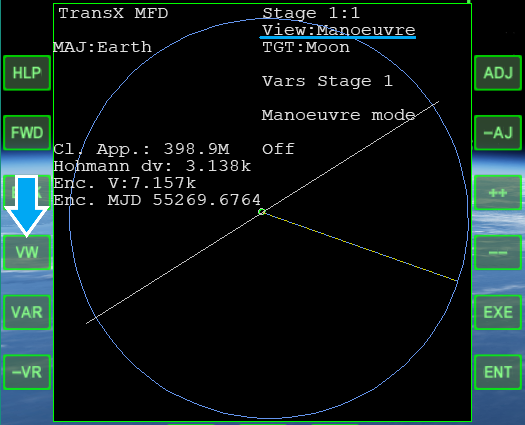 TransX MFD Stage 1:1
View:Manoeuvre
MAJ:Earth TGT:Moon
HLP ADJ
Vars Stage 1
Manoeuvre mode
FWD -AJ
Cl. App.: 398.9M Off
Hohmann dv: 3.138k
Enc. V:7.157k
++
Enc. MJD 55269.6764
VW --
VAR EXE
-VR ENT